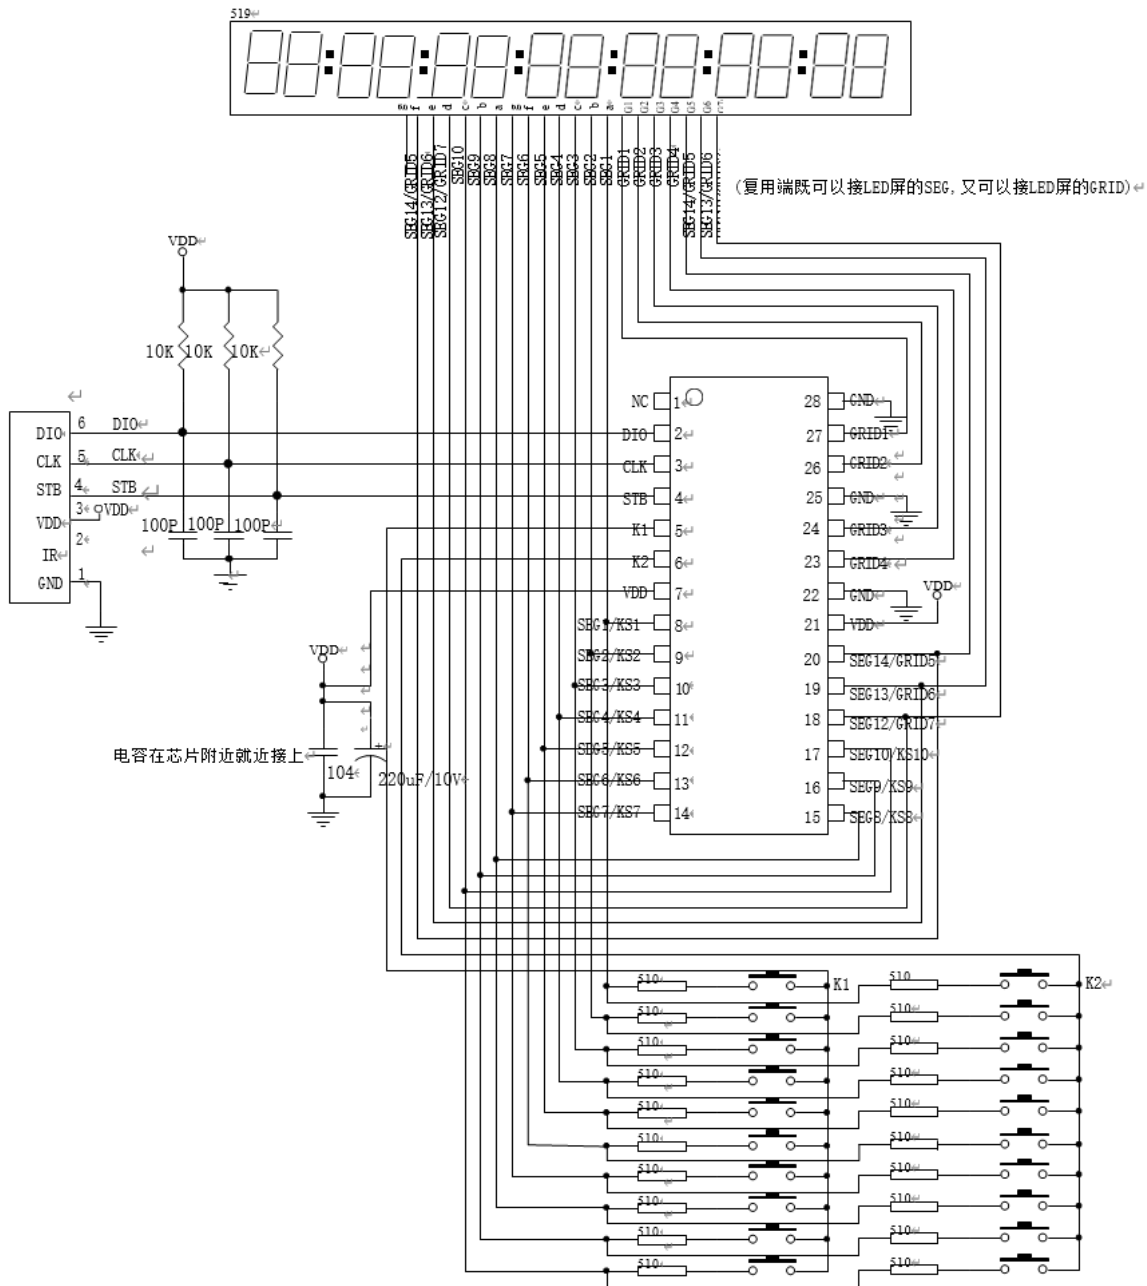 519
g f e d c b a g f e d c b a G1 G2 G3 G4 G5 G6 G7
SEG14/GRID5
SEG13/GRID6
SEG12/GRID7
SEG10
SEG9
SEG8
SEG7
SEG6
SEG5
SEG4
SEG3
SEG2
SEG1
GRID1
GRID2
GRID3
GRID4
SEG14/GRID5
SEG13/GRID6
(复用端既可以接LED屏的SEG,又可以接LED屏的GRID)
VDD
10K 10K 10K
DIO 6 DIO
CLK 5 CLK
STB 4 STB
VDD 3 VDD
IR 2
GND 1
100P 100P 100P
NC 1
DIO 2
CLK 3
STB 4
K1 5
K2 6
VDD 7
SEG1/KS1 8
SEG2/KS2 9
SEG3/KS3 10
SEG4/KS4 11
SEG5/KS5 12
SEG6/KS6 13
SEG7/KS7 14
28 GND
27 GRID1
26 GRID2
25 GND
24 GRID3
23 GRID4
22 GND
VDD
21 VDD
20 SEG14/GRID5
19 SEG13/GRID6
18 SEG12/GRID7
17 SEG10/KS10
16 SEG9/KS9
15 SEG8/KS8
VDD
电容在芯片附近就近接上
104
+
220uF/10V
510 K1 510 K2
510 510
510 510
510 510
510 510
510 510
510 510
510 510
510 510
510 510